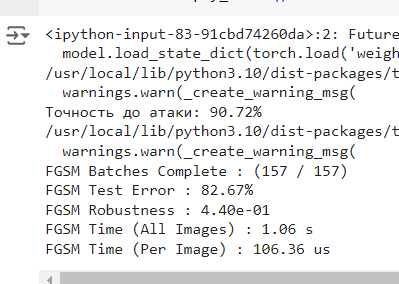 <ipython-input-83-91cbd74260da>:2: Future
model.load_state_dict(torch.load('weigh
/usr/local/lib/python3.10/dist-packages/t
warnings.warn(_create_warning_msg(
Точность до атаки: 90.72%
/usr/local/lib/python3.10/dist-packages/t
warnings.warn(_create_warning_msg(
FGSM Batches Complete : (157 / 157)
FGSM Test Error : 82.67%
FGSM Robustness : 4.40e-01
FGSM Time (All Images) : 1.06 s
FGSM Time (Per Image) : 106.36 us